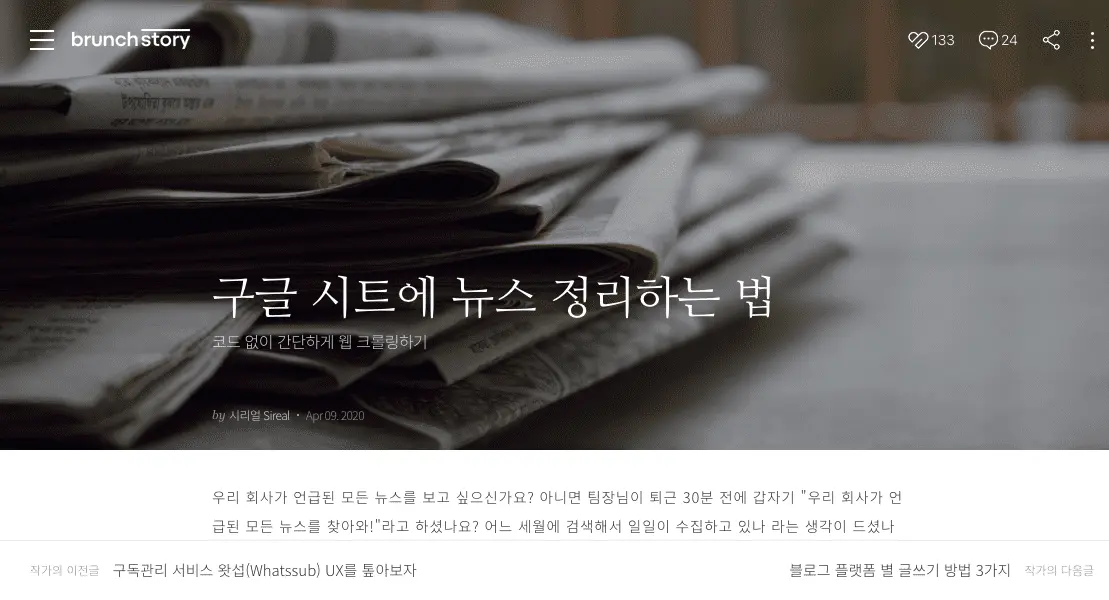 brunch story
133
24
구글 시트에 뉴스 정리하는 법
코드 없이 간단하게 웹 크롤링하기
by 시리얼 Sireal · Apr 09. 2020
우리 회사가 언급된 모든 뉴스를 보고 싶으신가요? 아니면 팀장님이 퇴근 30분 전에 갑자기 "우리 회사가 언
급된 모든 뉴스를 찾아와!"라고 하셨나요? 어느 세월에 검색해서 일일이 수집하고 있나 라는 생각이 드셨나
작가의 이전글 구독관리 서비스 왓섭(Whatssub) UX를 톺아보자
블로그 플랫폼 별 글쓰기 방법 3가지 작가의 다음글